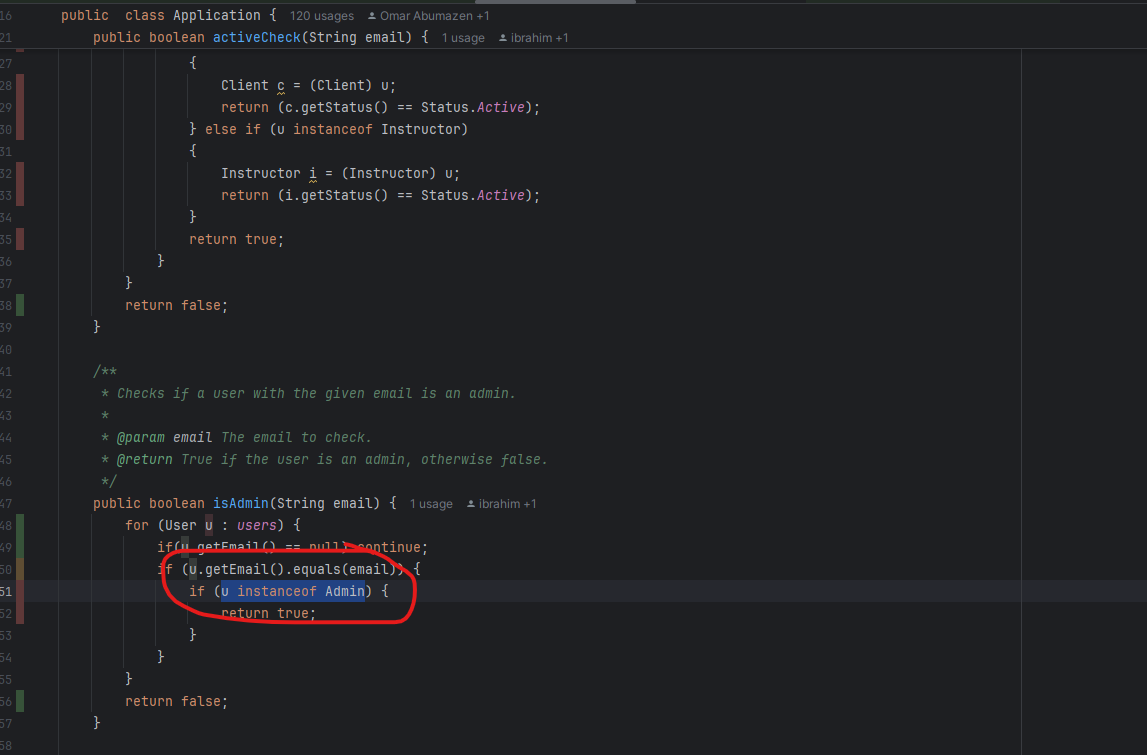 16 public class Application { 120 usages Omar Abumazen +1
21 public boolean activeCheck(String email) { 1 usage ibrahim +1
27 {
28 Client c = (Client) u;
29 return (c.getStatus() == Status.Active);
30 } else if (u instanceof Instructor)
31 {
32 Instructor i = (Instructor) u;
33 return (i.getStatus() == Status.Active);
34 }
35 return true;
36 }
37 }
38 return false;
39 }
40
41 /**
42 * Checks if a user with the given email is an admin.
43 *
44 * @param email The email to check.
45 * @return True if the user is an admin, otherwise false.
46 */
47 public boolean isAdmin(String email) { 1 usage ibrahim +1
48 for (User u : users) {
49 if(u.getEmail() == null) continue;
50 if (u.getEmail().equals(email)) {
51 if (u instanceof Admin) {
52 return true;
53 }
54 }
55 }
56 return false;
57 }
58